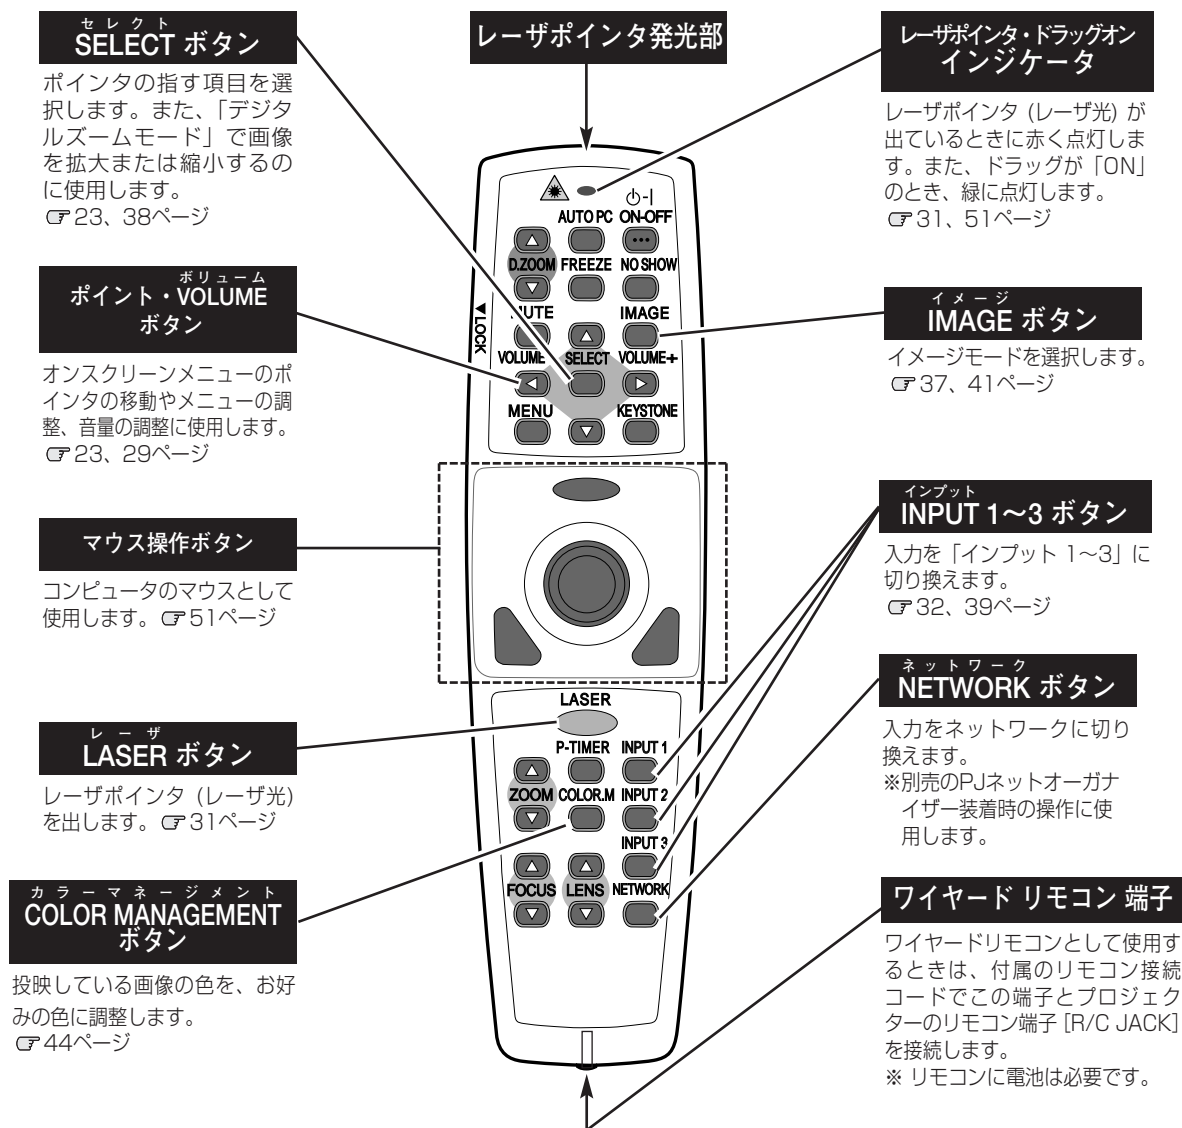 セレクト
SELECT ボタン
ポインタの指す項目を選
択します。また、「デジタ
ルズームモード」で画像
を拡大または縮小するの
に使用します。
☞23、38ページ
ボリューム
ポイント・VOLUME
ボタン
オンスクリーンメニューのポ
インタの移動やメニューの調
整、音量の調整に使用します。
☞23、29ページ
マウス操作ボタン
コンピュータのマウスとして
使用します。☞51ページ
レーザ
LASER ボタン
レーザポインタ (レーザ光)
を出します。☞31ページ
カラーマネージメント
COLOR MANAGEMENT
ボタン
投映している画像の色を、お好
みの色に調整します。
☞44ページ
レーザポインタ発光部
AUTO PC ON-OFF
D.ZOOM FREEZE NO SHOW
▼LOCK
MUTE IMAGE
VOLUME- SELECT VOLUME+
MENU KEYSTONE
LASER
P-TIMER INPUT 1
ZOOM COLOR.M INPUT 2
INPUT 3
FOCUS LENS NETWORK
レーザポインタ・ドラッグオン
インジケータ
レーザポインタ (レーザ光) が
出ているときに赤く点灯しま
す。また、ドラッグが「ON」
のとき、緑に点灯します。
☞31、51ページ
イメージ
IMAGE ボタン
イメージモードを選択します。
☞37、41ページ
インプット
INPUT 1〜3 ボタン
入力を「インプット 1〜3」に
切り換えます。
☞32、39ページ
ネットワーク
NETWORK ボタン
入力をネットワークに切り
換えます。
※別売のPJネットオーガナ
イザー装着時の操作に使
用します。
ワイヤード リモコン 端子
ワイヤードリモコンとして使用す
るときは、付属のリモコン接続
コードでこの端子とプロジェク
ターのリモコン端子［R/C JACK］
を接続します。
※ リモコンに電池は必要です。